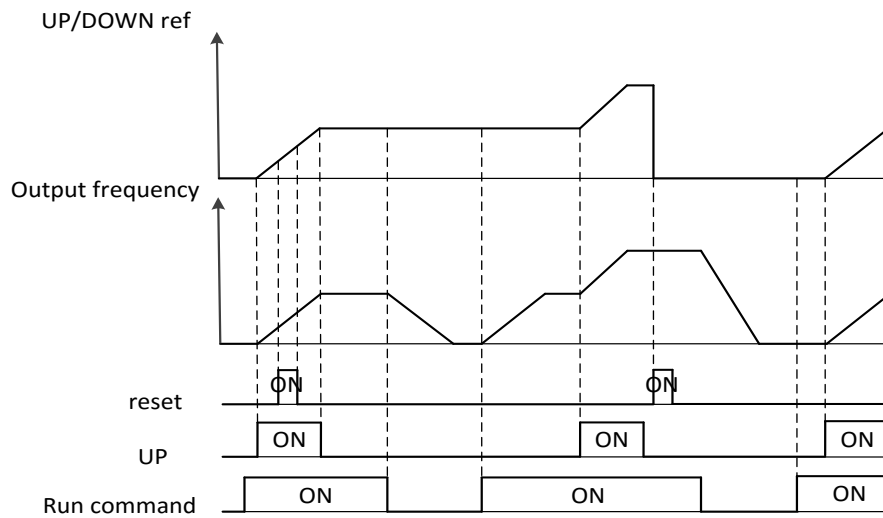 UP/DOWN ref
Output frequency
reset
ON
ON
UP
ON
ON
ON
Run command
ON
ON
ON